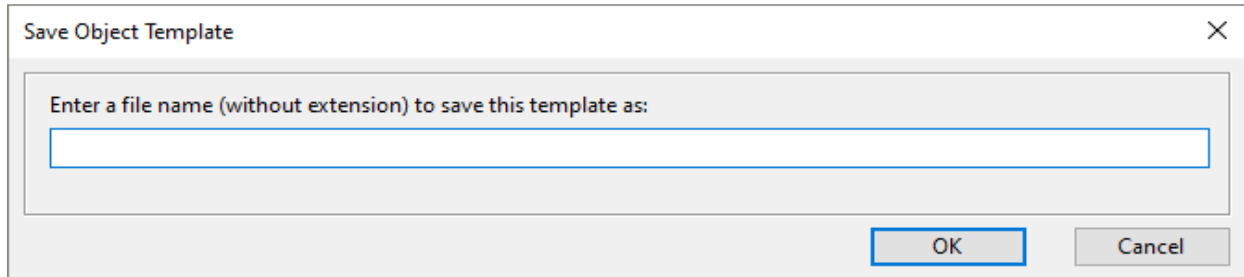 Save Object Template
Enter a file name (without extension) to save this template as:
OK
Cancel